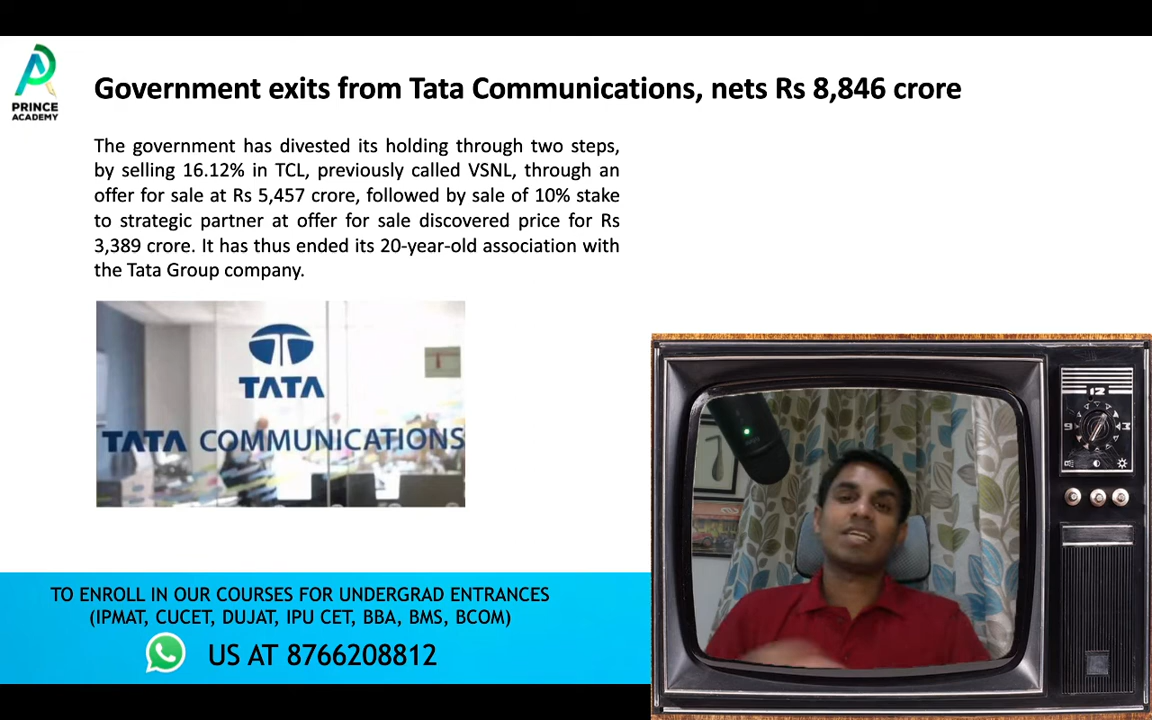 Government exits from Tata Communications, nets Rs 8,846 crore
PRINCE
ACADEMY
The government has divested its holding through two steps,
by selling 16.12% in TCL, previously called VSNL, through an
offer for sale at Rs 5,457 crore, followed by sale of 10% stake
to strategic partner at offer for sale discovered price for Rs
3,389 crore. It has thus ended its 20-year-old association with
the Tata Group company.
TATA
TATA COMMUNICATIONS
12
9
3
TO ENROLL IN OUR COURSES FOR UNDERGRAD ENTRANCES
(IPMAT, CUCET, DUJAT, IPU CET, BBA, BMS, BCOM)
US AT 8766208812